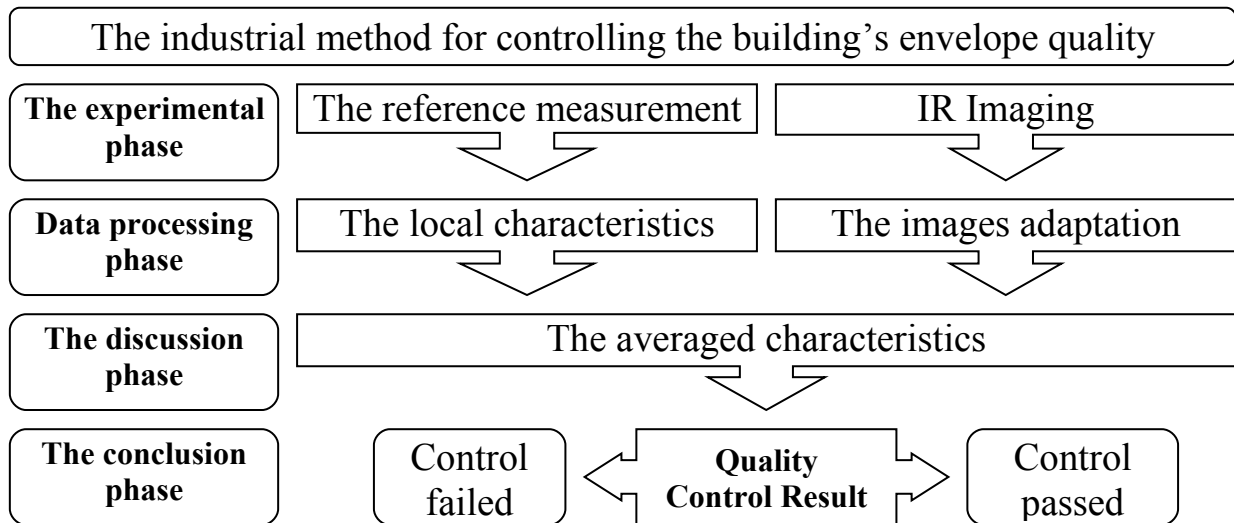 The industrial method for controlling the building’s envelope quality
The experimental
phase
The reference measurement
IR Imaging
Data processing
phase
The local characteristics
The images adaptation
The discussion
phase
The averaged characteristics
The conclusion
phase
Control
failed
Quality
Control Result
Control
passed